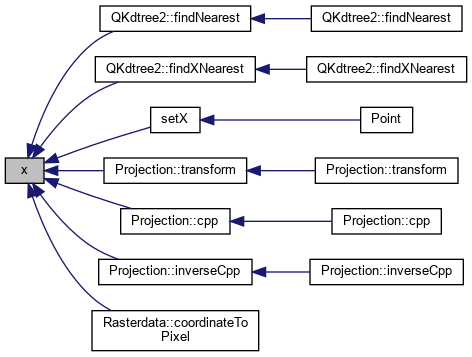 QKdtree2::findNearest
QKdtree2::findNearest
QKdtree2::findXNearest
QKdtree2::findXNearest
setX
Point
x
Projection::transform
Projection::transform
Projection::cpp
Projection::cpp
Projection::inverseCpp
Projection::inverseCpp
Rasterdata::coordinateTo
Pixel